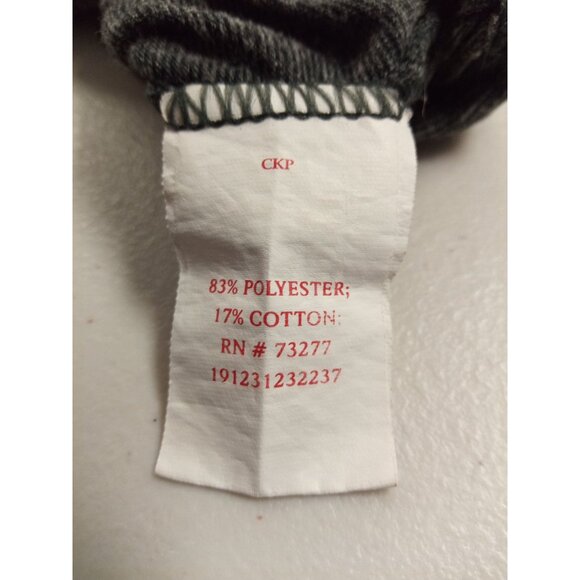 CKP
83% POLYESTER;
17% COTTON;
RN # 73277
191231232237